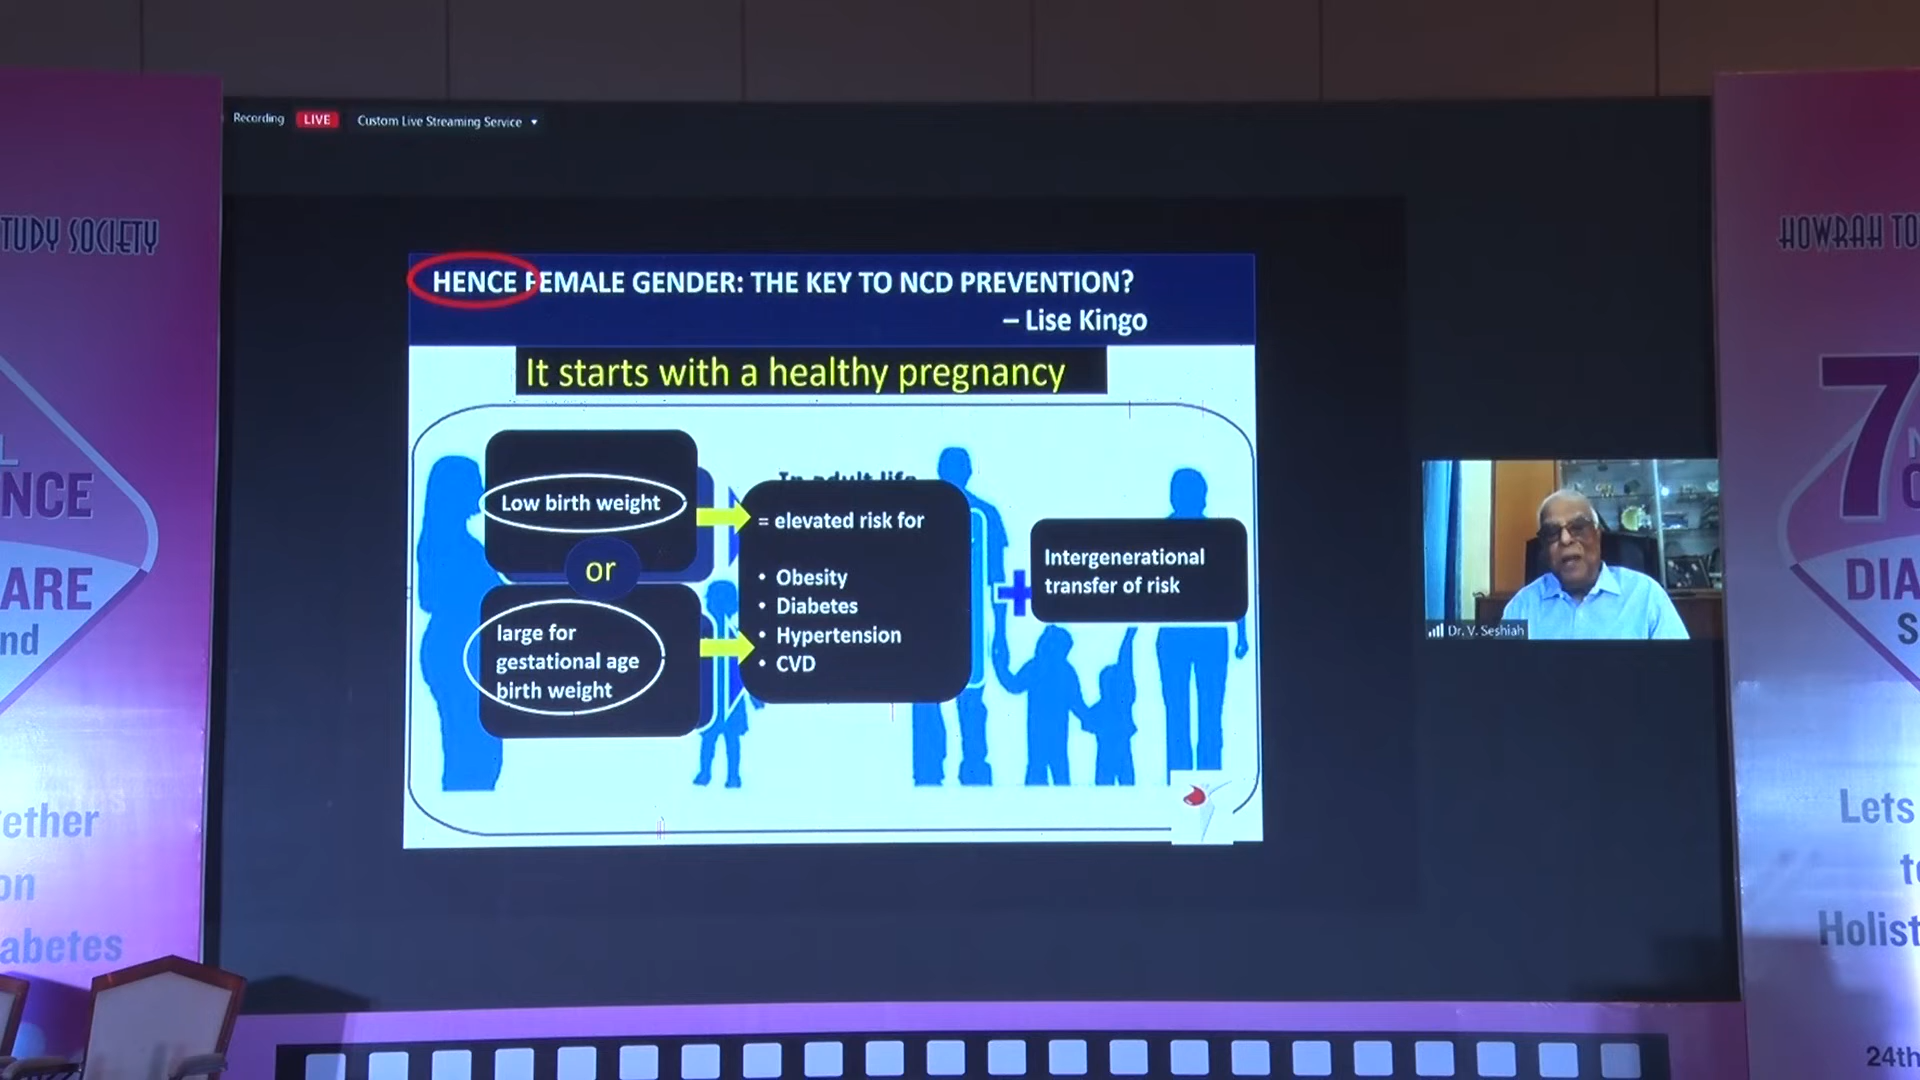 Recording LIVE Custom Live Streaming Service
TUDY SOCIETY
HOWRAH TO
HENCE FEMALE GENDER: THE KEY TO NCD PREVENTION?
– Lise Kingo
It starts with a healthy pregnancy
In adult life
Low birth weight
or
large for
gestational age
birth weight
= elevated risk for
• Obesity
• Diabetes
• Hypertension
• CVD
Intergenerational
transfer of risk
Dr. V. Seshiah
L
NCE
ARE
nd
ether
on
abetes
7
DIA
S
Lets
Holist
24th